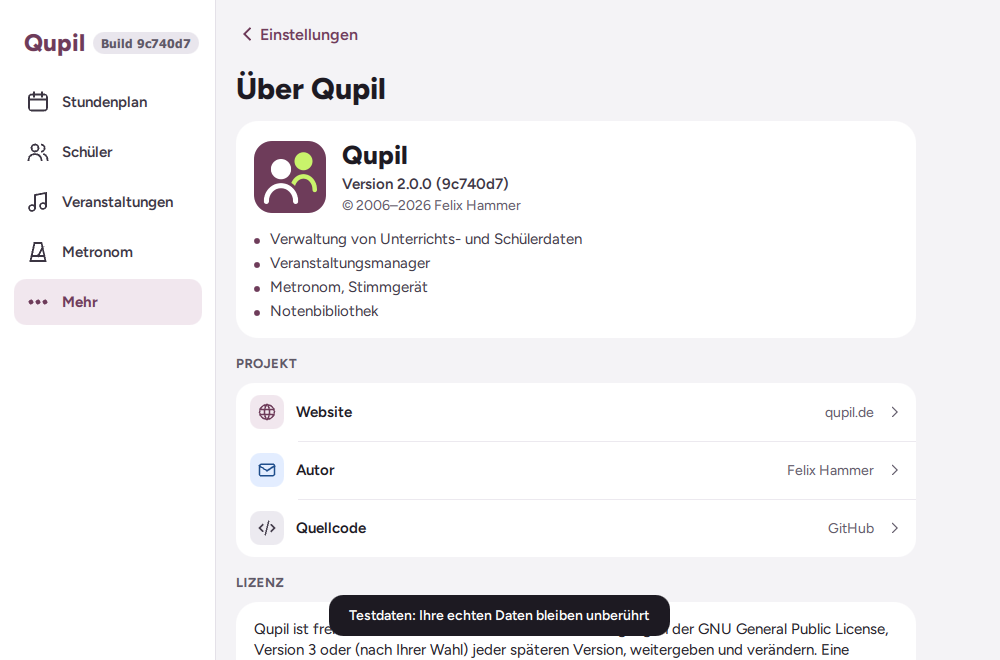 Qupil
Build 9c740d7
Stundenplan
Schüler
Veranstaltungen
Metronom
Mehr
Einstellungen
Über Qupil
Qupil
Version 2.0.0 (9c740d7)
© 2006–2026 Felix Hammer
Verwaltung von Unterrichts- und Schülerdaten
Veranstaltungsmanager
Metronom, Stimmgerät
Notenbibliothek
PROJEKT
Website
qupil.de
Autor
Felix Hammer
Quellcode
GitHub
LIZENZ
Testdaten: Ihre echten Daten bleiben unberührt
Qupil ist der GNU General Public License,
Version 3 oder (nach Ihrer Wahl) jeder späteren Version, weitergeben und verändern. Eine